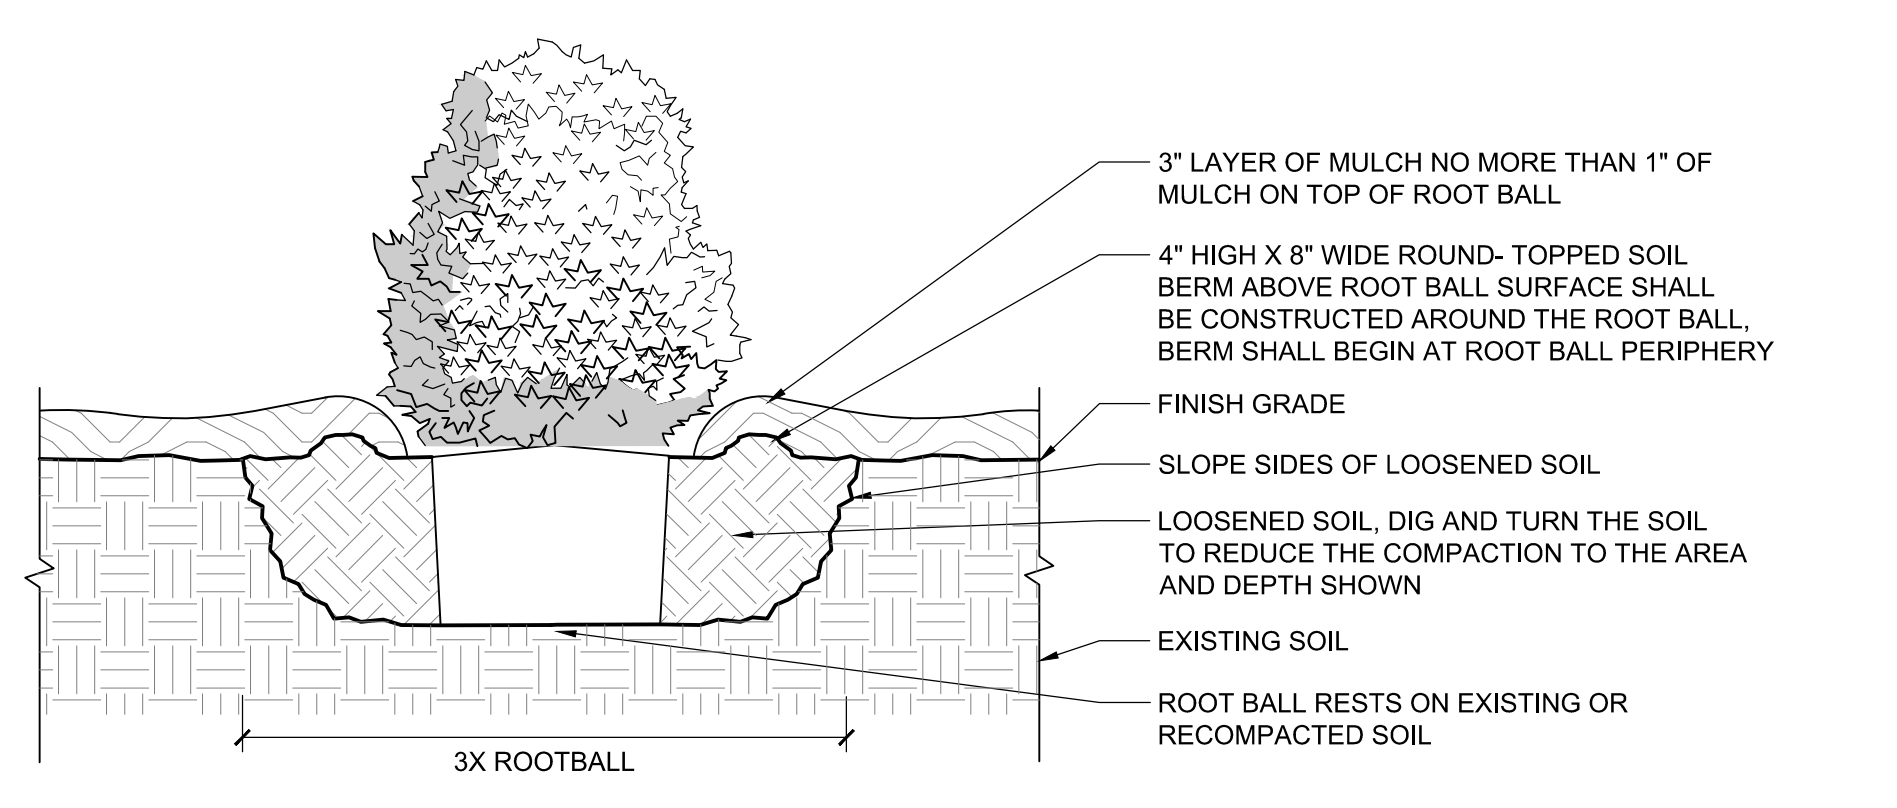 3" LAYER OF MULCH NO MORE THAN 1" OF
MULCH ON TOP OF ROOT BALL
4" HIGH X 8" WIDE ROUND- TOPPED SOIL
BERM ABOVE ROOT BALL SURFACE SHALL
BE CONSTRUCTED AROUND THE ROOT BALL,
BERM SHALL BEGIN AT ROOT BALL PERIPHERY
FINISH GRADE
SLOPE SIDES OF LOOSENED SOIL
LOOSENED SOIL, DIG AND TURN THE SOIL
TO REDUCE THE COMPACTION TO THE AREA
AND DEPTH SHOWN
EXISTING SOIL
ROOT BALL RESTS ON EXISTING OR
RECOMPACTED SOIL
3X ROOTBALL